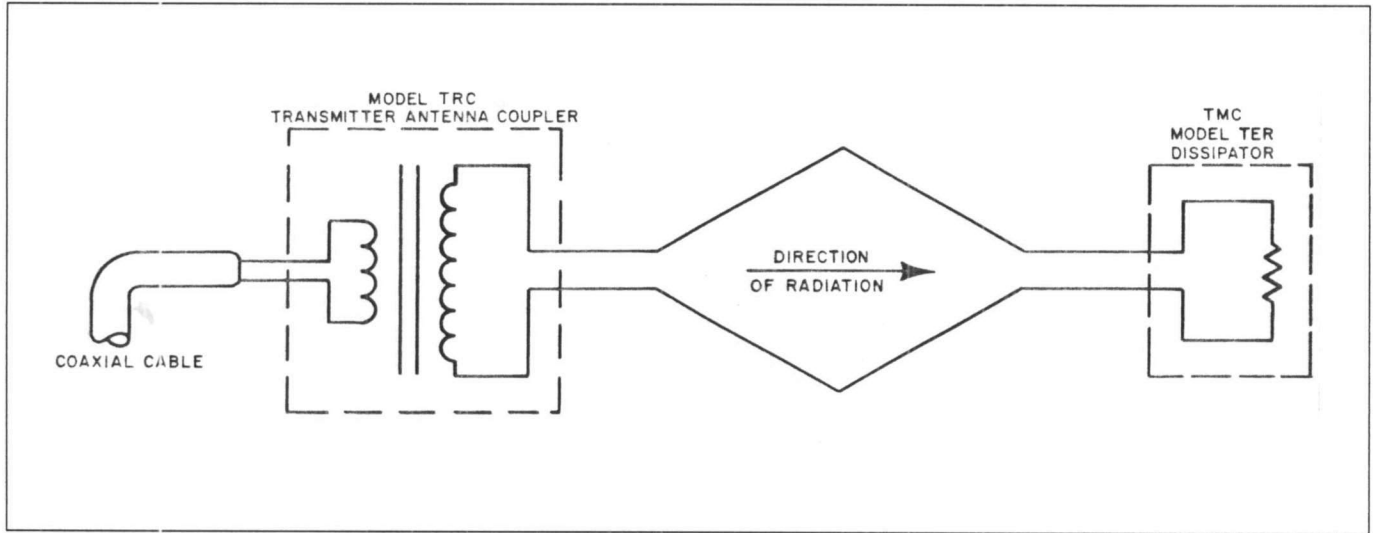 MODEL TRC
TRANSMITTER ANTENNA COUPLER
TMC
MODEL TER
DISSIPATOR
DIRECTION
OF RADIATION
COAXIAL CABLE